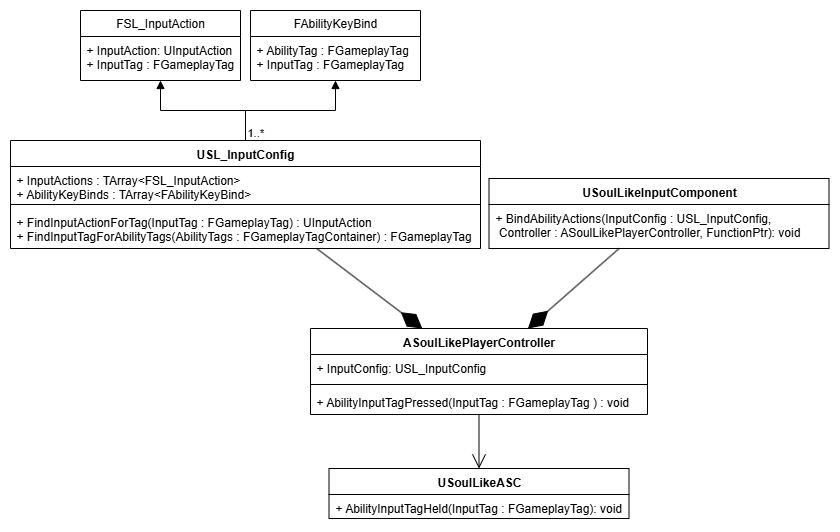 FSL_InputAction
+ InputAction: UInputAction
+ InputTag : FGameplayTag
FAbilityKeyBind
+ AbilityTag : FGameplayTag
+ InputTag : FGameplayTag
1..*
USL_InputConfig
+ InputActions : TArray<FSL_InputAction>
+ AbilityKeyBinds : TArray<FAbilityKeyBind>
+ FindInputActionForTag(InputTag : FGameplayTag) : UInputAction
+ FindInputTagForAbilityTags(AbilityTags : FGameplayTagContainer) : FGameplayTag
USoulLikeInputComponent
+ BindAbilityActions(InputConfig : USL_InputConfig,
Controller : ASoulLikePlayerController, FunctionPtr): void
ASoulLikePlayerController
+ InputConfig: USL_InputConfig
+ AbilityInputTagPressed(InputTag : FGameplayTag ) : void
USoulLikeASC
+ AbilityInputTagHeld(InputTag : FGameplayTag): void